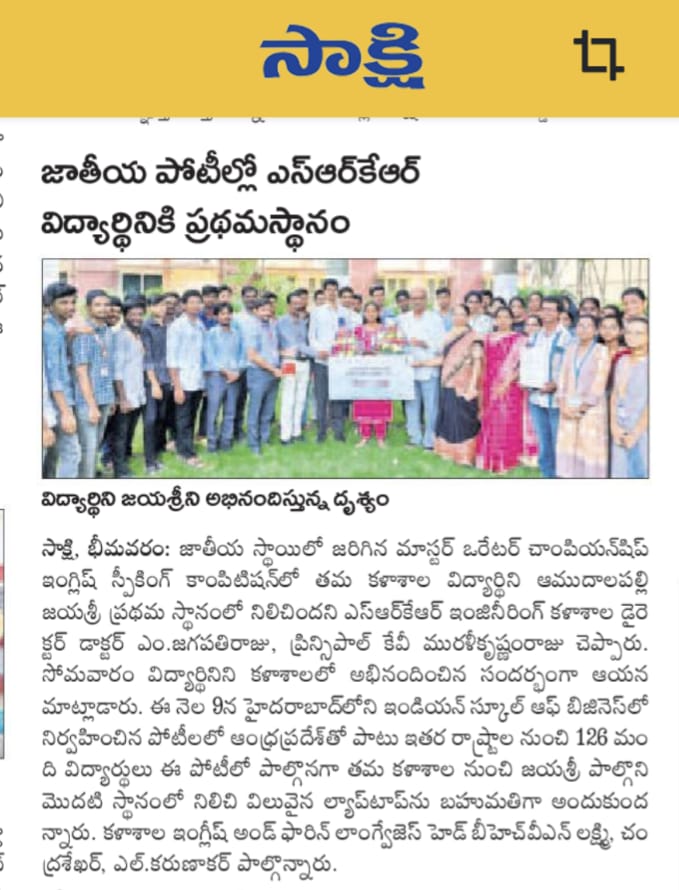 సాక్షి
జాతీయ పోటీల్లో ఎస్ఆర్‌కేఆర్
విద్యార్థినికి ప్రథమస్థానం
విద్యార్థిని జయశ్రీని అభినందిస్తున్న దృశ్యం
సాక్షి, భీమవరం: జాతీయ స్థాయిలో జరిగిన మాస్టర్ ఒరేటర్ చాంపియన్‌షిప్
ఇంగ్లిష్ స్పీకింగ్ కాంపిటిషన్‌లో తమ కళాశాల విద్యార్థిని ఆముదాలపల్లి
జయశ్రీ ప్రథమ స్థానంలో నిలిచిందని ఎస్ఆర్‌కేఆర్ ఇంజినీరింగ్ కళాశాల డైరె
క్టర్ డాక్టర్ ఎం.జగపతిరాజు, ప్రిన్సిపాల్ కేవీ మురళీకృష్ణంరాజు చెప్పారు.
సోమవారం విద్యార్థినిని కళాశాలలో అభినందించిన సందర్భంగా ఆయన
మాట్లాడారు. ఈ నెల 9న హైదరాబాద్‌లోని ఇండియన్ స్కూల్ ఆఫ్ బిజినెస్‌లో
నిర్వహించిన పోటీలలో ఆంధ్రప్రదేశ్‌తో పాటు ఇతర రాష్ట్రాల నుంచి 126 మం
ది విద్యార్థులు ఈ పోటీలో పాల్గొనగా తమ కళాశాల నుంచి జయశ్రీ పాల్గొని
మొదటి స్థానంలో నిలిచి విలువైన ల్యాప్‌టాప్‌ను బహుమతిగా అందుకుంద
న్నారు. కళాశాల ఇంగ్లీష్ అండ్ ఫారిన్ లాంగ్వేజెస్ హెడ్ బీహెచ్‌వీఎన్ లక్ష్మి, చం
ద్రశేఖర్, ఎల్.కరుణాకర్ పాల్గొన్నారు.